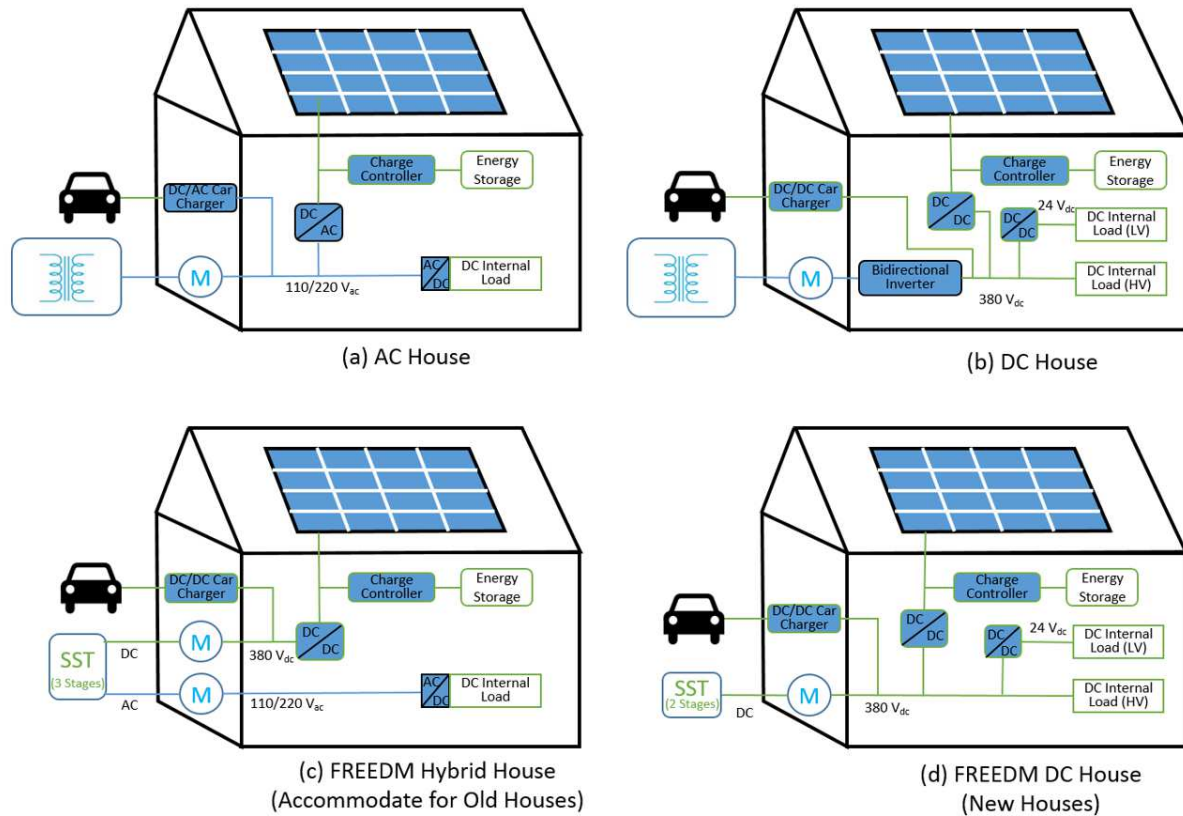 Charge
Controller
Energy
Storage
DC/AC Car
Charger
DC
AC
M
110/220 Vac
AC
DC
DC Internal
Load
(a) AC House
Charge
Controller
Energy
Storage
DC/DC Car
Charger
DC
DC
DC
DC
24 Vdc
DC Internal
Load (LV)
M
Bidirectional
Inverter
380 Vdc
DC Internal
Load (HV)
(b) DC House
DC/DC Car
Charger
Charge
Controller
Energy
Storage
SST
(3 Stages)
DC
M
380 Vdc
DC
DC
AC
M
110/220 Vac
AC
DC
DC Internal
Load
(c) FREEDM Hybrid House
(Accommodate for Old Houses)
Charge
Controller
Energy
Storage
DC/DC Car
Charger
DC
DC
DC
DC
24 Vdc
DC Internal
Load (LV)
SST
(2 Stages)
DC
M
380 Vdc
DC Internal
Load (HV)
(d) FREEDM DC House
(New Houses)